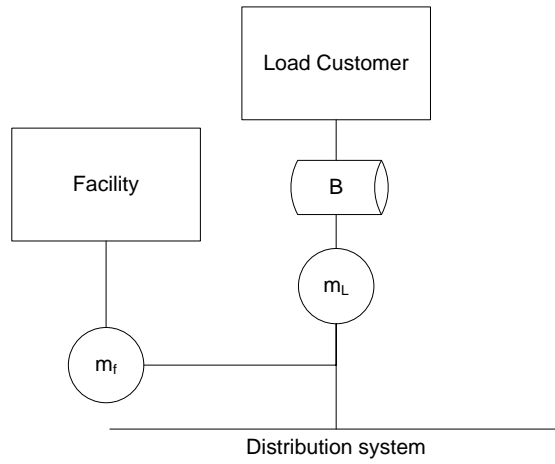 Load Customer
Facility
B
mL
mf
Distribution system